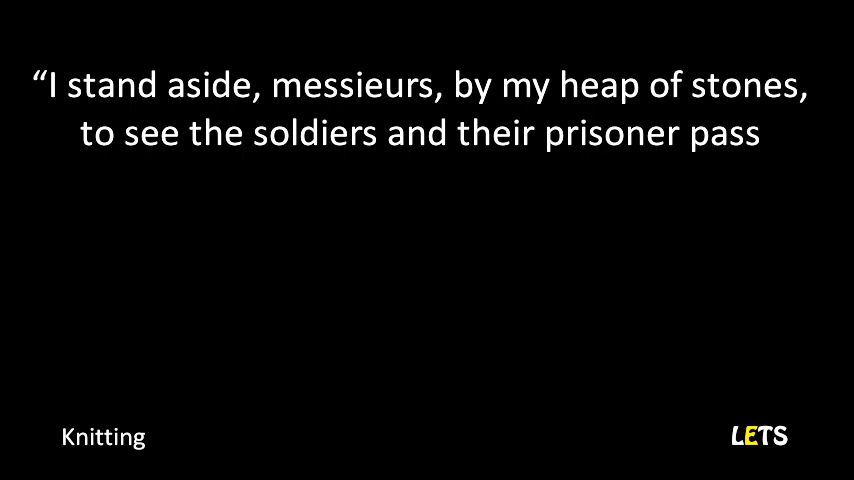 “I stand aside, messieurs, by my heap of stones,
to see the soldiers and their prisoner pass
Knitting
LETS